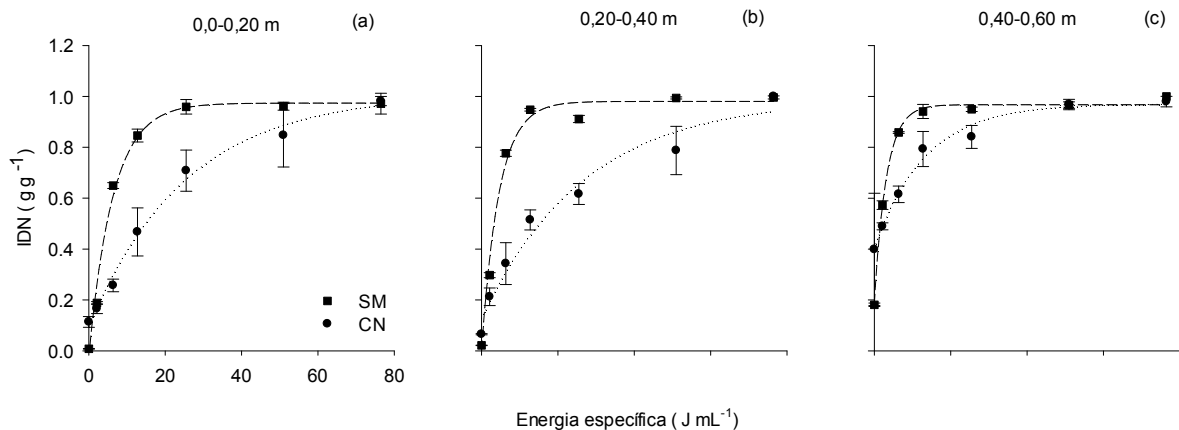 0,0-0,20 m (a)
0,20-0,40 m (b)
0,40-0,60 m (c)
IDN ( g g⁻¹)
1.2
1.0
0.8
0.6
0.4
0.2
0.0
SM
CN
0 20 40 60 80
Energia específica ( J mL⁻¹)